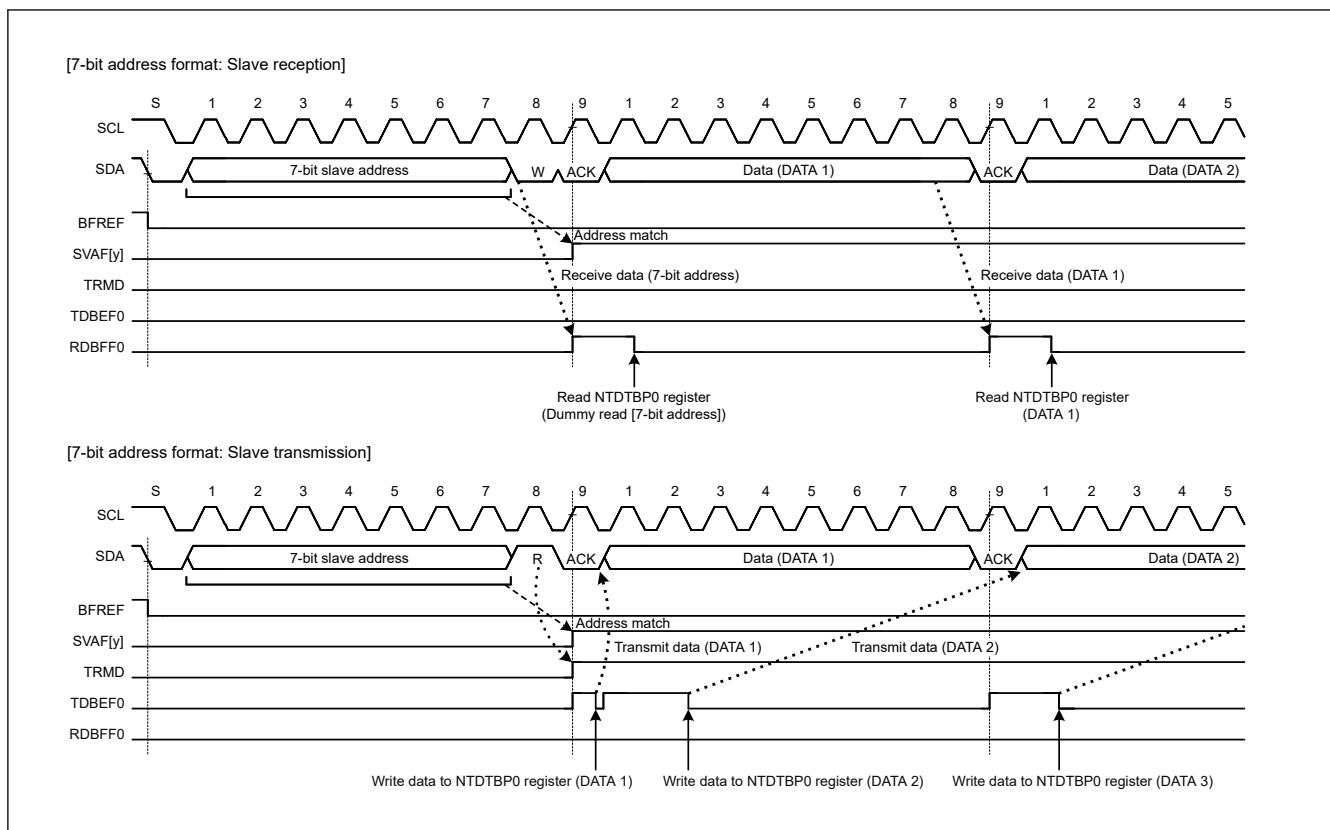 [7-bit address format: Slave reception]
S 1 2 3 4 5 6 7 8 9 1 2 3 4 5 6 7 8 9 1 2 3 4 5
SCL
SDA 7-bit slave address W ACK Data (DATA 1) ACK Data (DATA 2)
BFREF
Address match
SVAF[y]
Receive data (7-bit address) Receive data (DATA 1)
TRMD
TDBEF0
RDBFF0
Read NTDTBP0 register Read NTDTBP0 register
(Dummy read [7-bit address]) (DATA 1)
[7-bit address format: Slave transmission]
S 1 2 3 4 5 6 7 8 9 1 2 3 4 5 6 7 8 9 1 2 3 4 5
SCL
SDA 7-bit slave address R ACK Data (DATA 1) ACK Data (DATA 2)
BFREF
Address match
SVAF[y]
Transmit data (DATA 1) Transmit data (DATA 2)
TRMD
TDBEF0
RDBFF0
Write data to NTDTBP0 register (DATA 1) Write data to NTDTBP0 register (DATA 2) Write data to NTDTBP0 register (DATA 3)